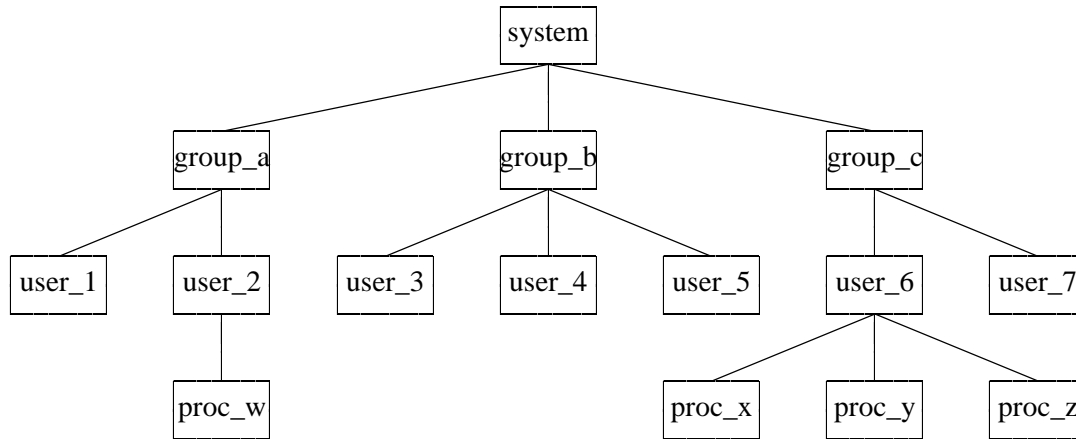 system
group_a group_b group_c
user_1 user_2 user_3 user_4 user_5 user_6 user_7
proc_w proc_x proc_y proc_z